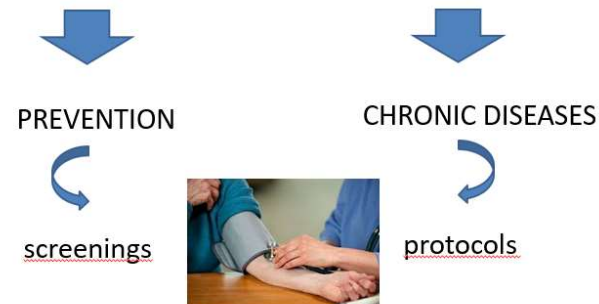 PREVENTION
CHRONIC DISEASES
screenings
protocols